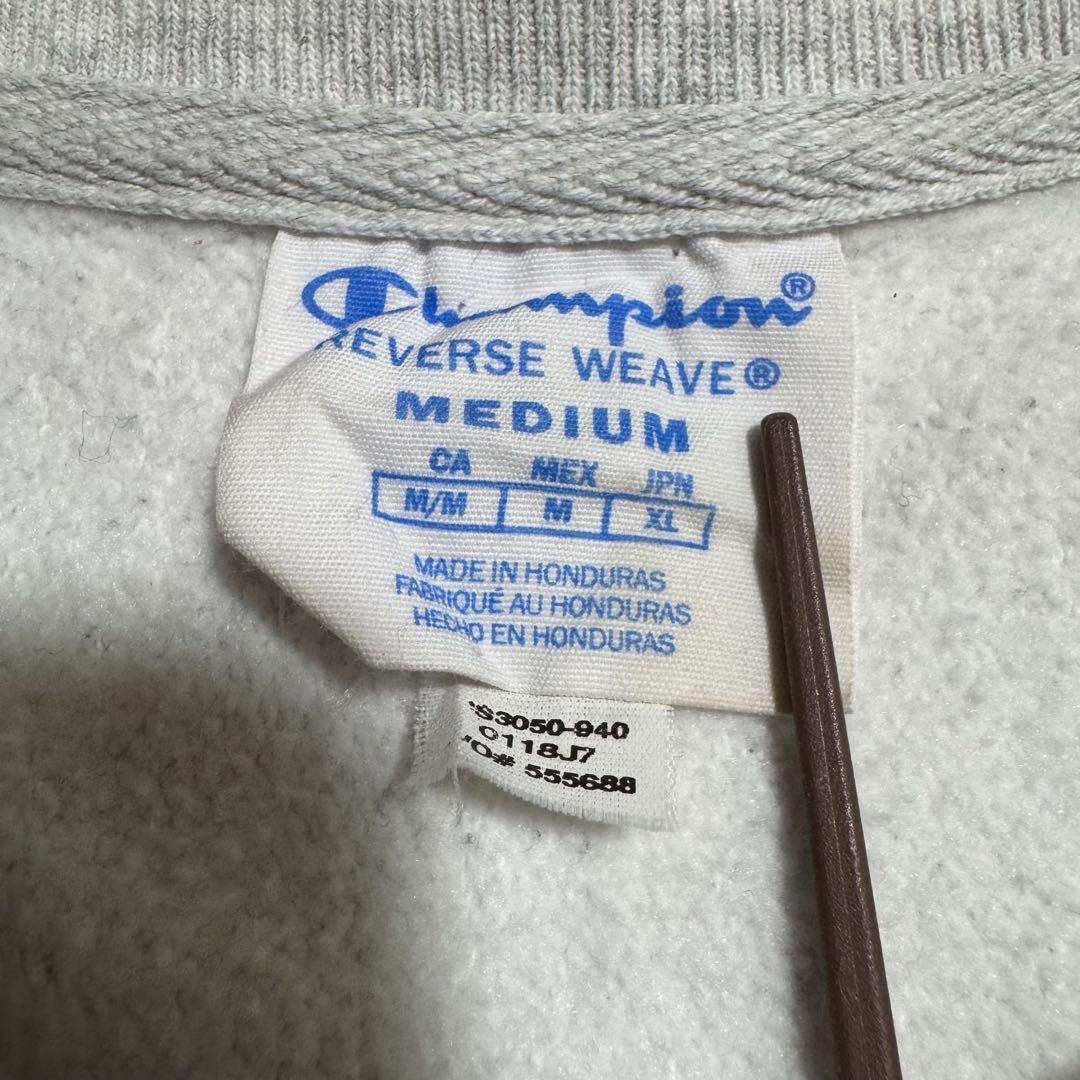 Champion®
REVERSE WEAVE®
MEDIUM
CA MEX JPN
M/M M XL
MADE IN HONDURAS
FABRIQUÉ AU HONDURAS
HECHO EN HONDURAS
S3050-940
0118J7
O# 555688